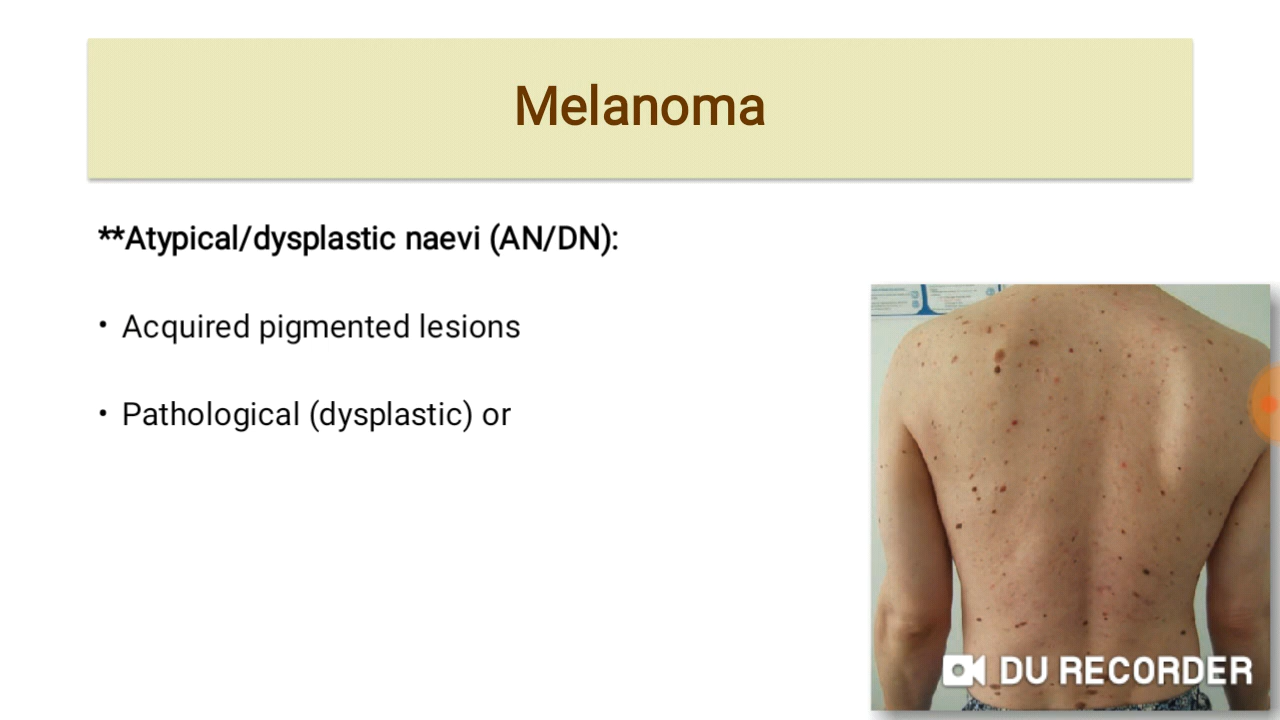 Melanoma
**Atypical/dysplastic naevi (AN/DN):
• Acquired pigmented lesions
• Pathological (dysplastic) or
DU RECORDER